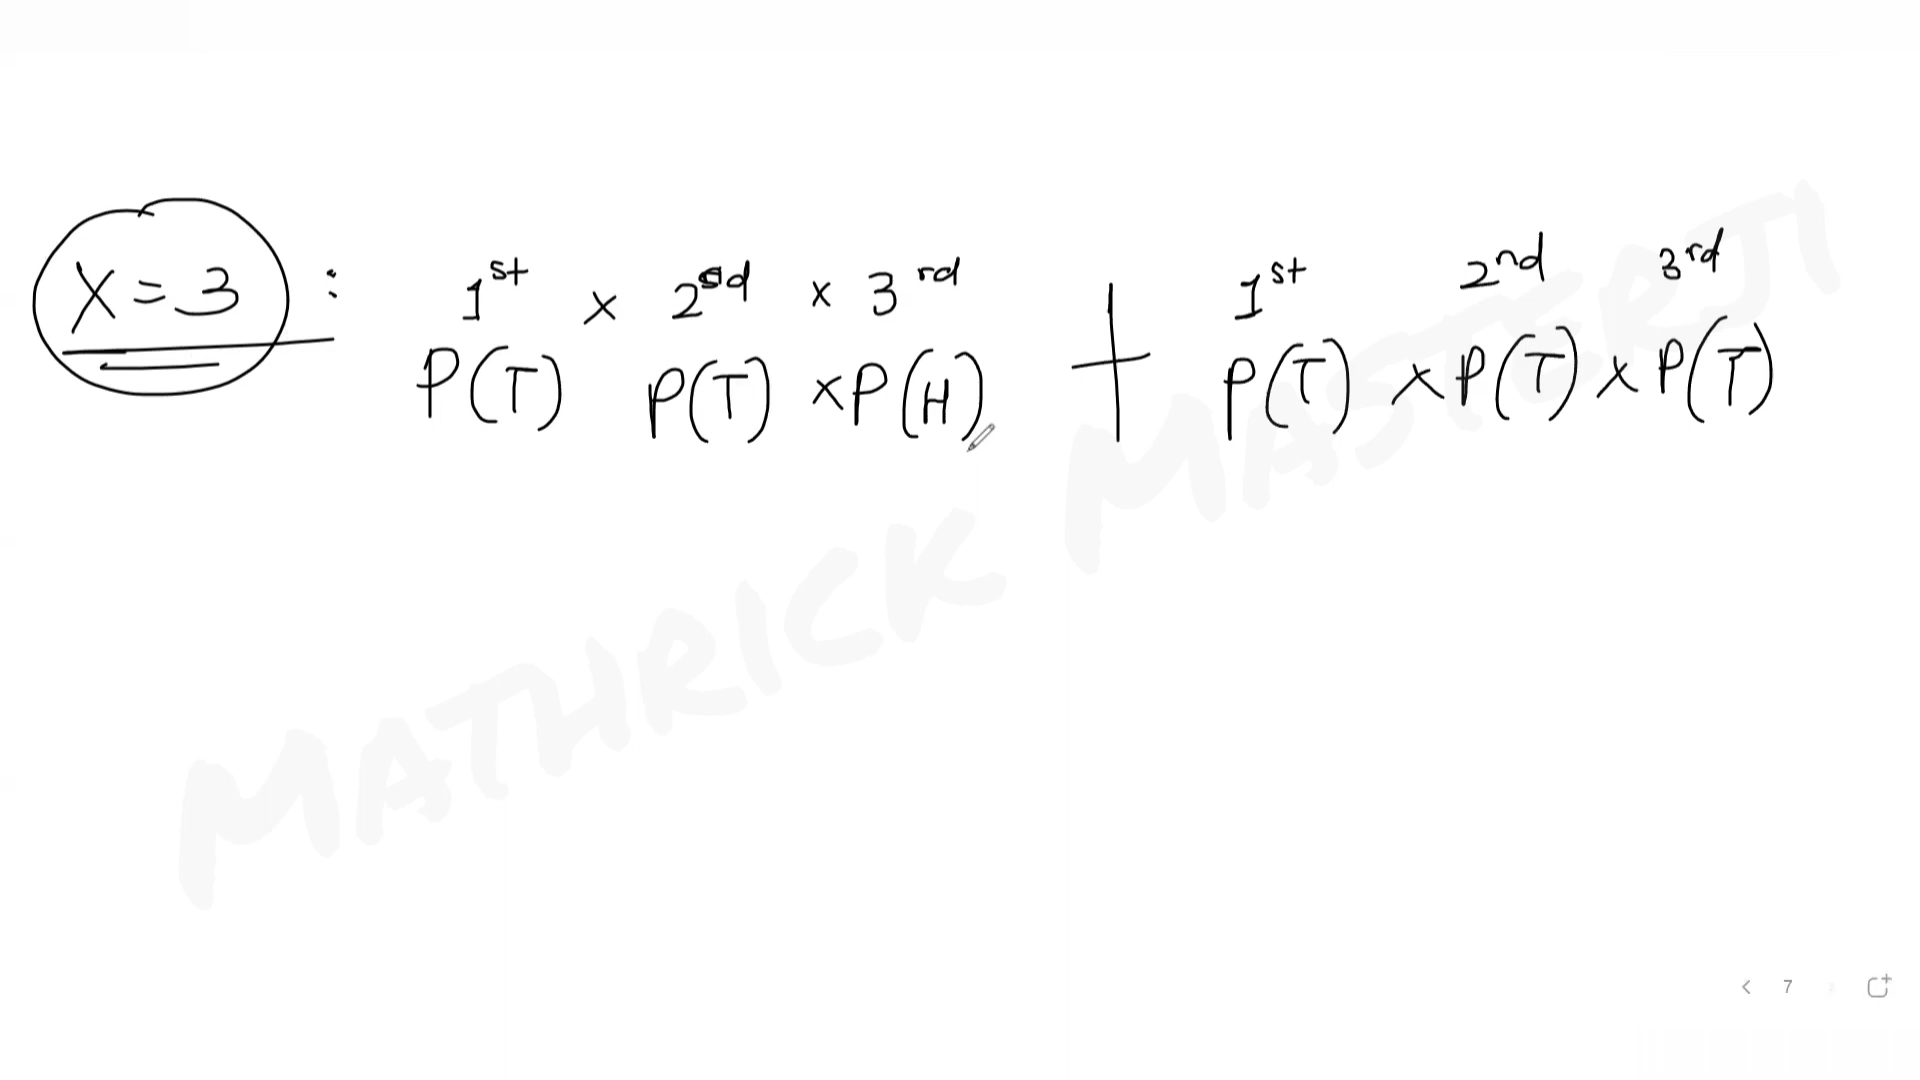 X = 3 : 1st x 2nd x 3rd + 1st 2nd 3rd
P(T) P(T) x P(H) P(T) x P(T) x P(T)
MATHRICK MASTERJI
< 7